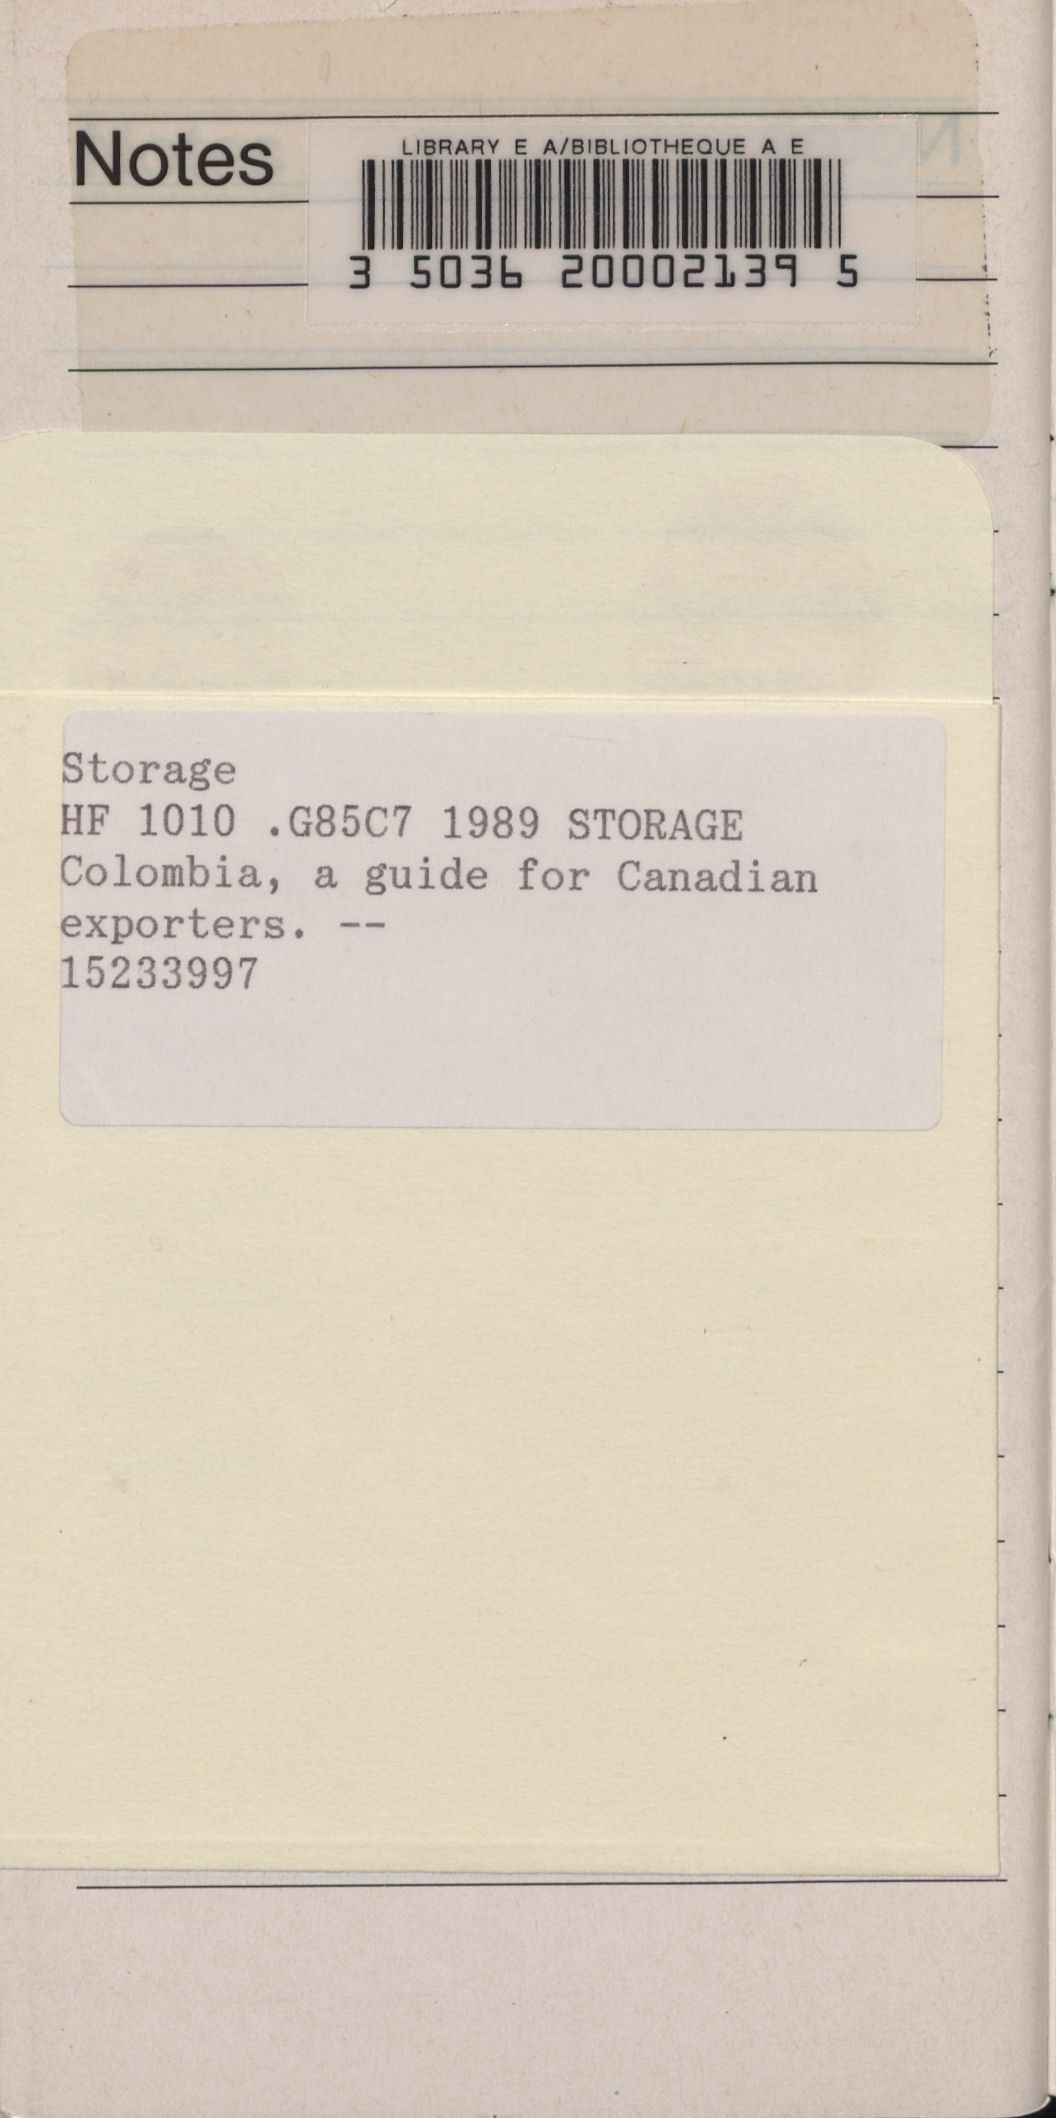 Notes
LIBRARY E A/BIBLIOTHEQUE A E
3 5036 20002139 5
Storage
HF 1010 .G85C7 1989 STORAGE
Colombia, a guide for Canadian
exporters. --
15233997